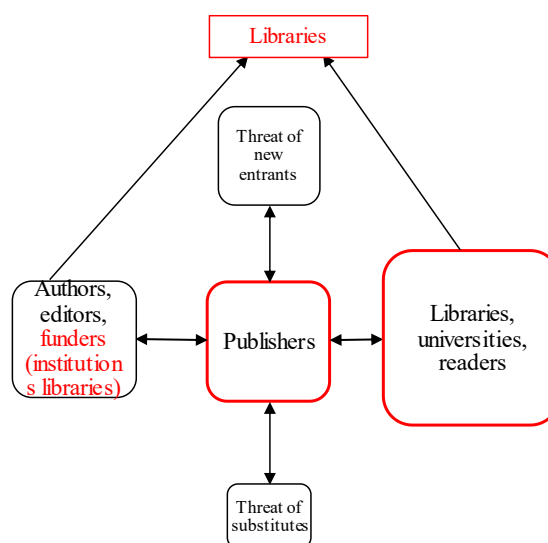 Libraries
Threat of
new
entrants
Authors,
editors,
funders
(institution
s libraries)
Publishers
Libraries,
universities,
readers
Threat of
substitutes